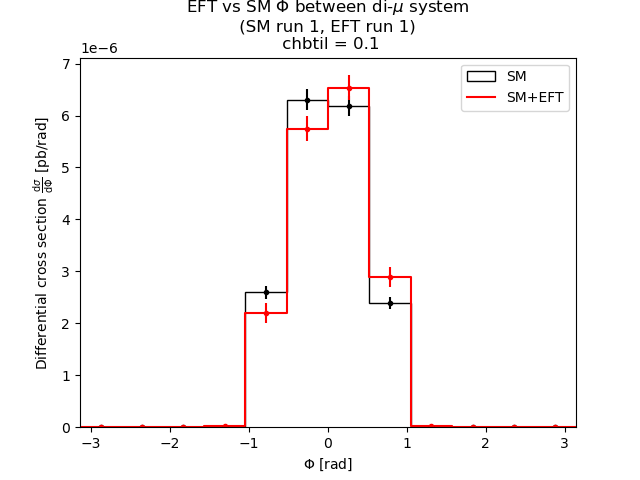 EFT vs SM Φ between di-μ system
(SM run 1, EFT run 1)
chbtil = 0.1
1e−6
7
6
5
4
3
2
1
0
−3
−2
−1
0
1
2
3
Φ [rad]
Differential cross section dσ/dΦ [pb/rad]
SM
SM+EFT